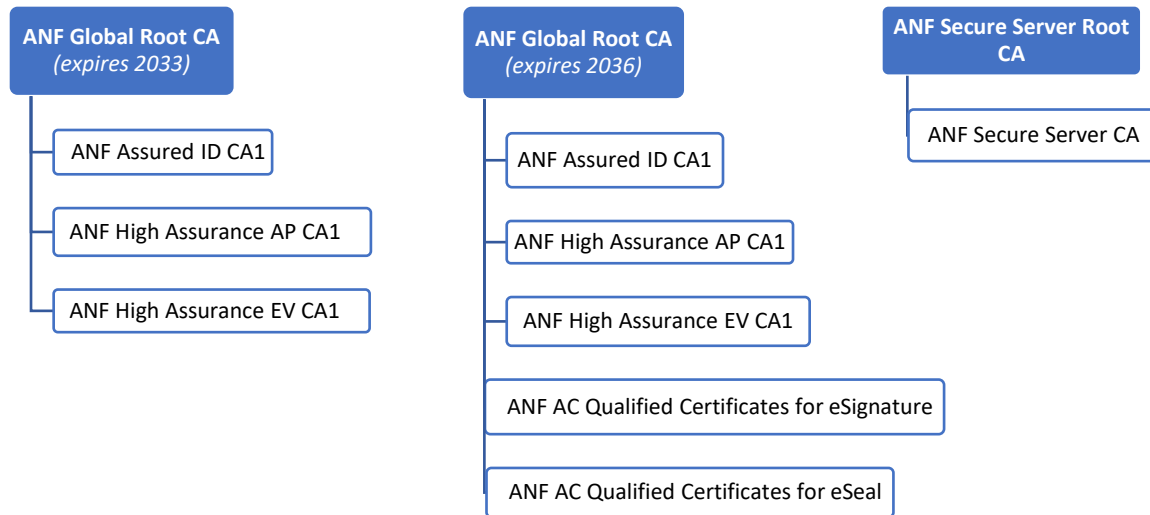 ANF Global Root CA
(expires 2033)
ANF Assured ID CA1
ANF High Assurance AP CA1
ANF High Assurance EV CA1
ANF Global Root CA
(expires 2036)
ANF Assured ID CA1
ANF High Assurance AP CA1
ANF High Assurance EV CA1
ANF AC Qualified Certificates for eSignature
ANF AC Qualified Certificates for eSeal
ANF Secure Server Root
CA
ANF Secure Server CA